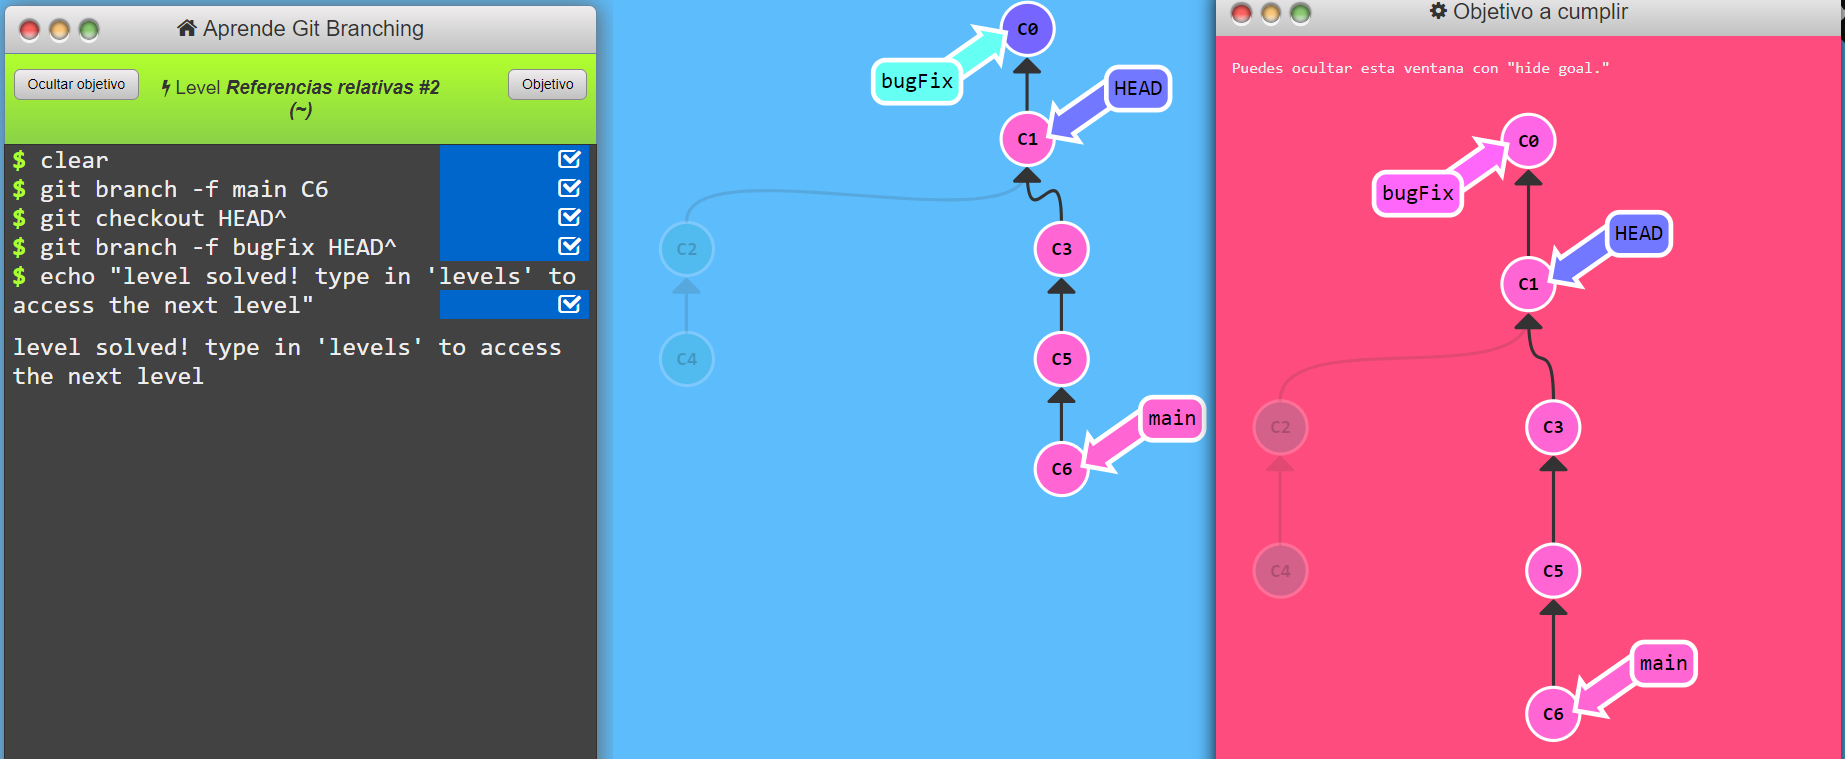 Aprende Git Branching
Ocultar objetivo
Level Referencias relativas #2
(~)
Objetivo
$ clear
$ git branch -f main C6
$ git checkout HEAD^
$ git branch -f bugFix HEAD^
$ echo "level solved! type in 'levels' to
access the next level"
level solved! type in 'levels' to access
the next level
C0
bugFix
HEAD
C1
C2
C3
C4
C5
main
C6
Objetivo a cumplir
Puedes ocultar esta ventana con "hide goal."
C0
bugFix
HEAD
C1
C2
C3
C4
C5
main
C6